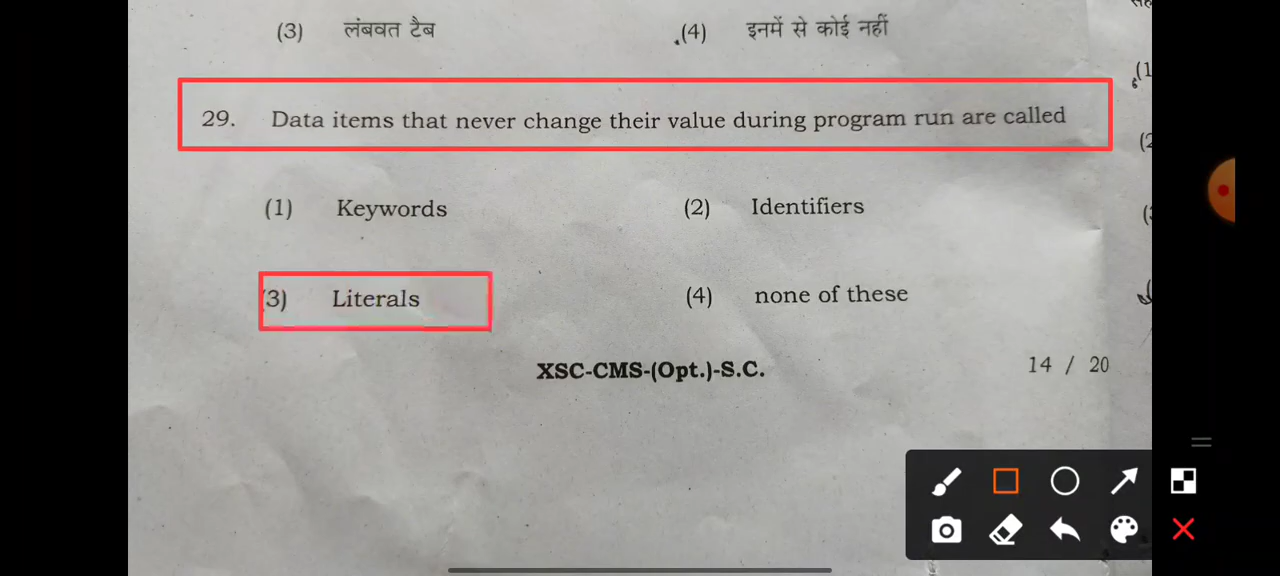 (3) लंबवत टैब (4) इनमें से कोई नहीं
29. Data items that never change their value during program run are called
(1) Keywords (2) Identifiers
(3) Literals (4) none of these
XSC-CMS-(Opt.)-S.C. 14 / 20